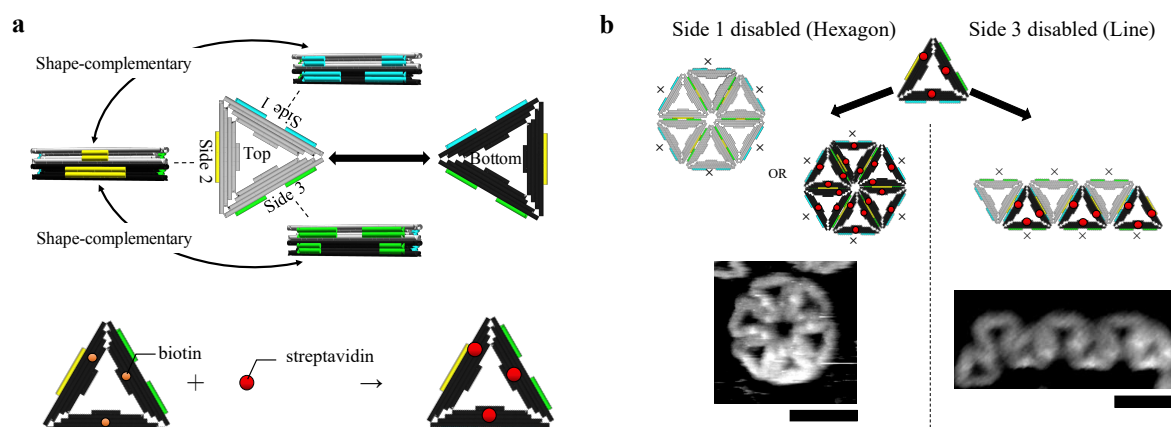 a
Shape-complementary
Side 1
Side 2
Top
Side 3
Bottom
Shape-complementary
biotin
+
streptavidin
→
b
Side 1 disabled (Hexagon)
Side 3 disabled (Line)
×
×
×
×
×
×
OR
×
×
×
×
×
×
×
×
×
×
×
×